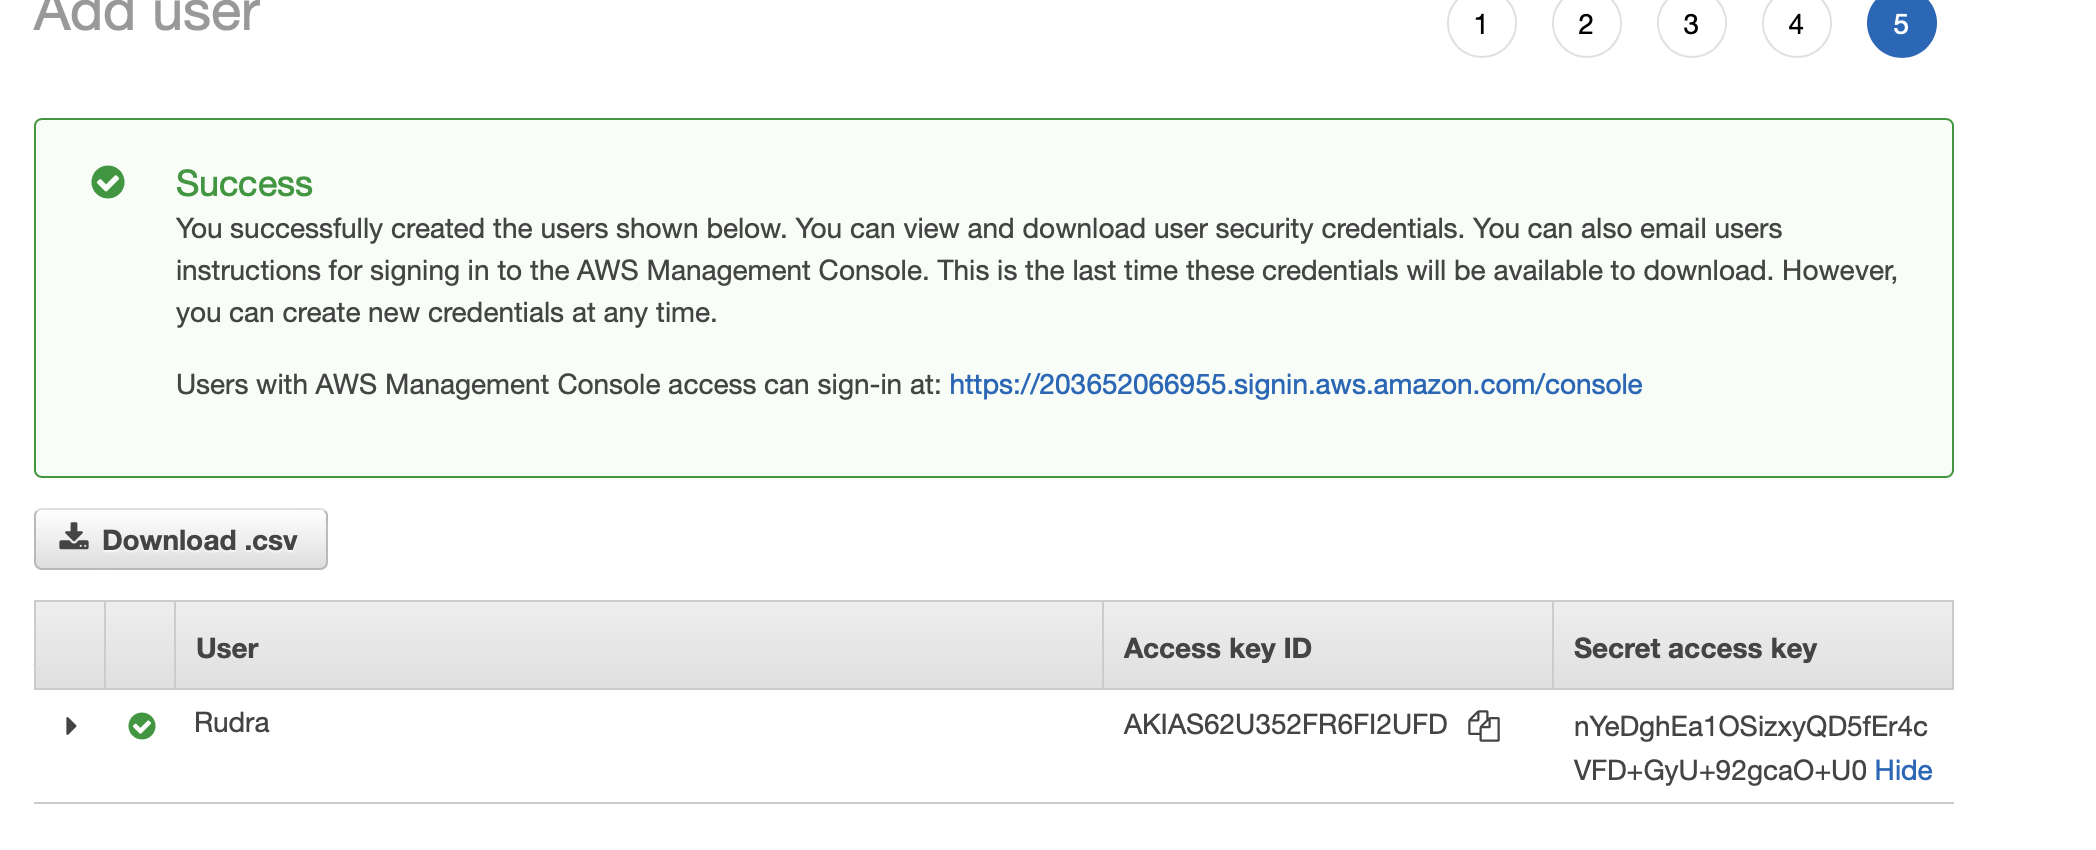 Add user
1 2 3 4 5
Success
You successfully created the users shown below. You can view and download user security credentials. You can also email users
instructions for signing in to the AWS Management Console. This is the last time these credentials will be available to download. However,
you can create new credentials at any time.
Users with AWS Management Console access can sign-in at: https://203652066955.signin.aws.amazon.com/console
Download .csv
User Access key ID Secret access key
Rudra AKIAS62U352FR6FI2UFD nYeDghEa1OSizxyQD5fEr4c
VFD+GyU+92gcaO+U0 Hide